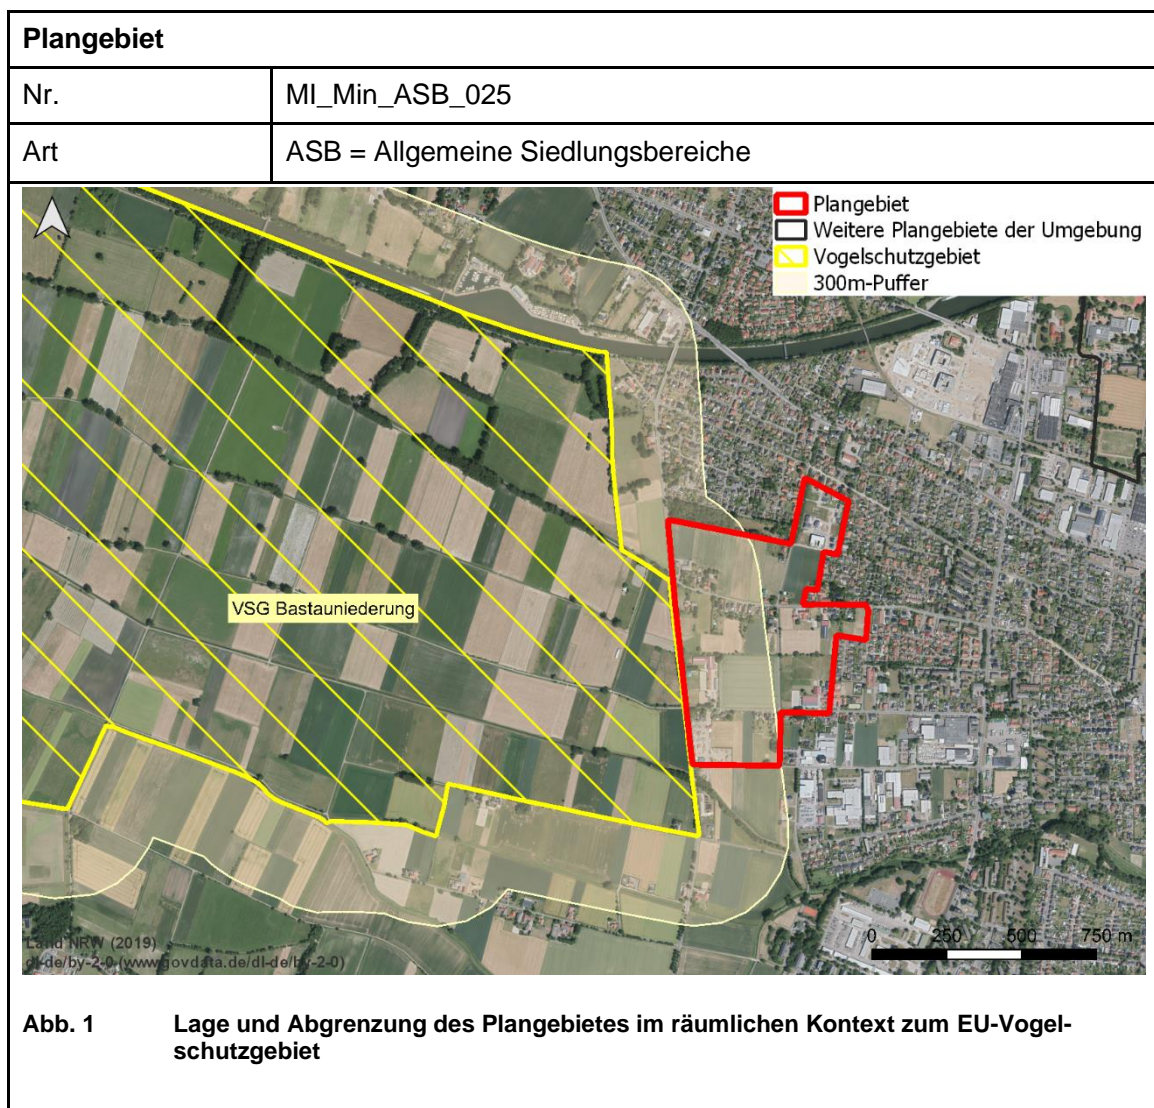 Plangebiet
Nr.
MI_Min_ASB_025
Art
ASB = Allgemeine Siedlungsbereiche
Plangebiet
Weitere Plangebiete der Umgebung
Vogelschutzgebiet
300m-Puffer
VSG Bastauniederung
0 250 500 750 m
Land NRW (2019)
dl-de/by-2-0 (www.govdata.de/dl-de/by-2-0)
Abb. 1 Lage und Abgrenzung des Plangebietes im räumlichen Kontext zum EU-Vogel-
schutzgebiet